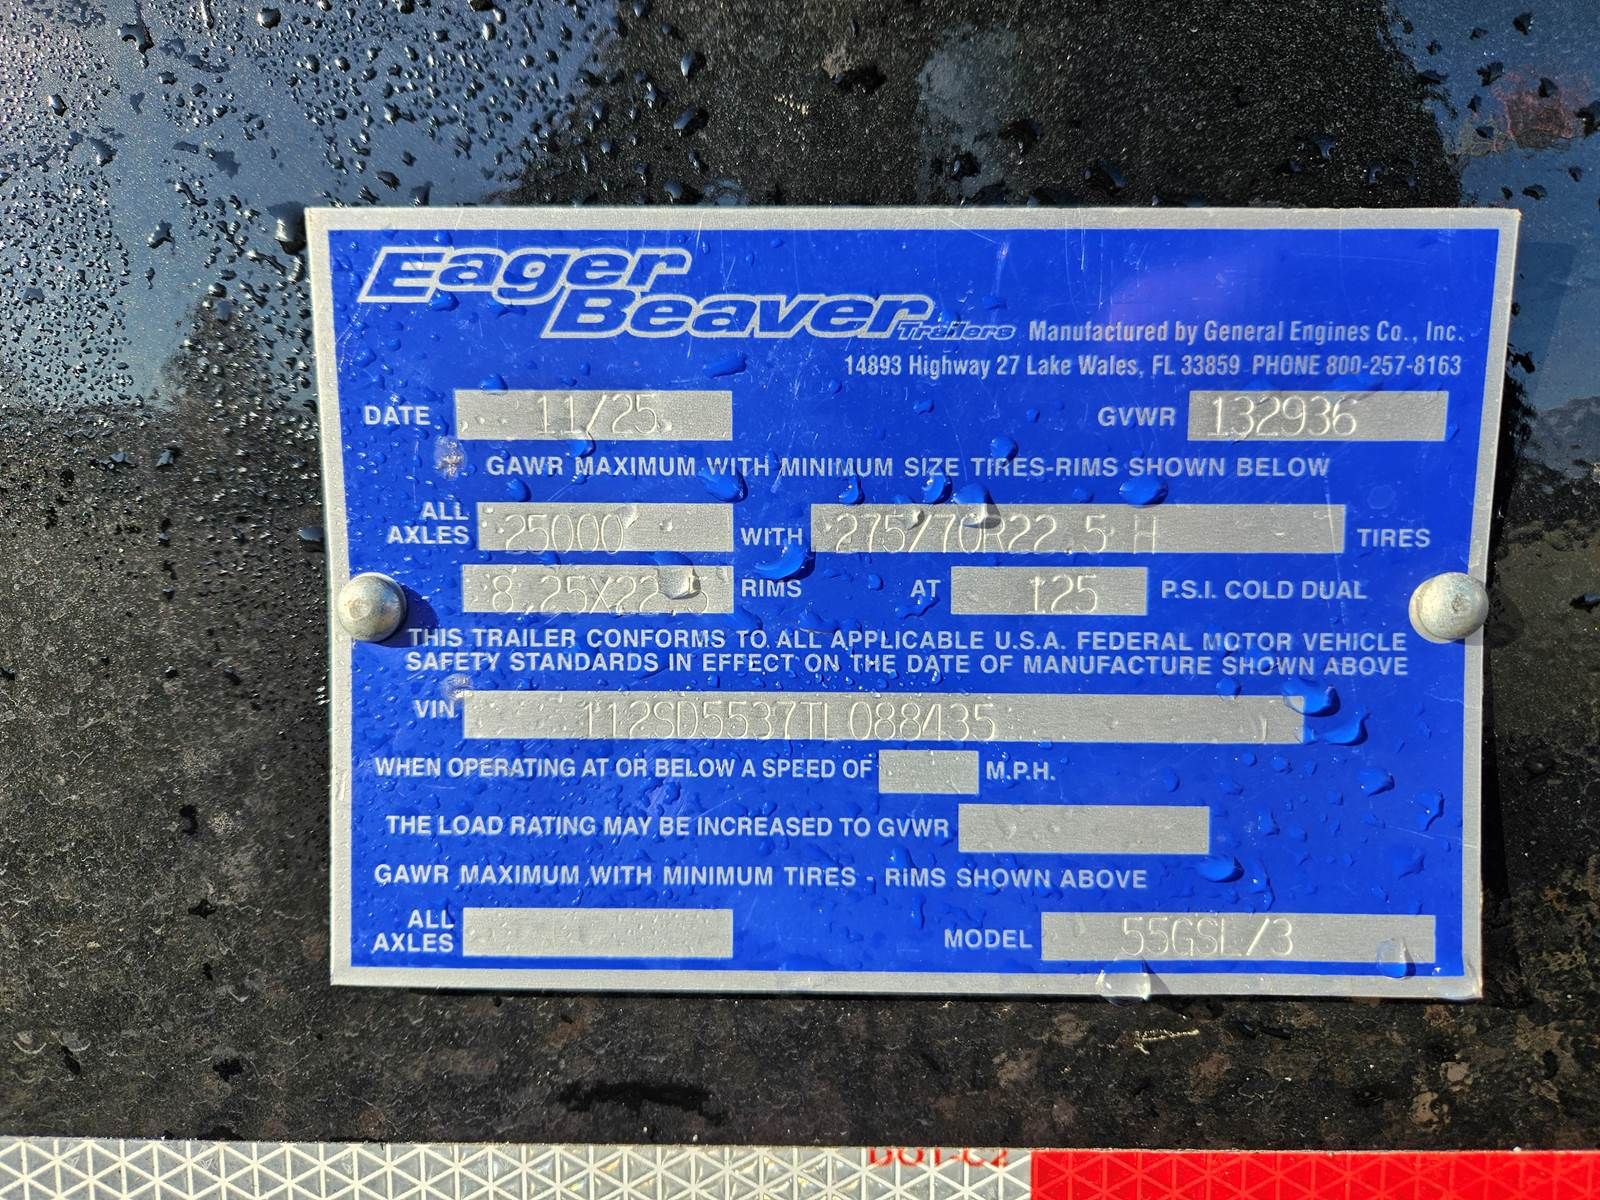 Eager
Beaver Trailers Manufactured by General Engines Co., Inc.
14893 Highway 27 Lake Wales, FL 33859 PHONE 800-257-8163
DATE 11/25 GVWR 132936
GAWR MAXIMUM WITH MINIMUM SIZE TIRES-RIMS SHOWN BELOW
ALL AXLES 25000 WITH 275/70R22.5 H TIRES
8.25X22.5 RIMS AT 125 P.S.I. COLD DUAL
THIS TRAILER CONFORMS TO ALL APPLICABLE U.S.A. FEDERAL MOTOR VEHICLE
SAFETY STANDARDS IN EFFECT ON THE DATE OF MANUFACTURE SHOWN ABOVE
VIN 112SD5537TL088435
WHEN OPERATING AT OR BELOW A SPEED OF M.P.H.
THE LOAD RATING MAY BE INCREASED TO GVWR
GAWR MAXIMUM WITH MINIMUM TIRES - RIMS SHOWN ABOVE
ALL AXLES MODEL 55GSL/3
DOT-C2